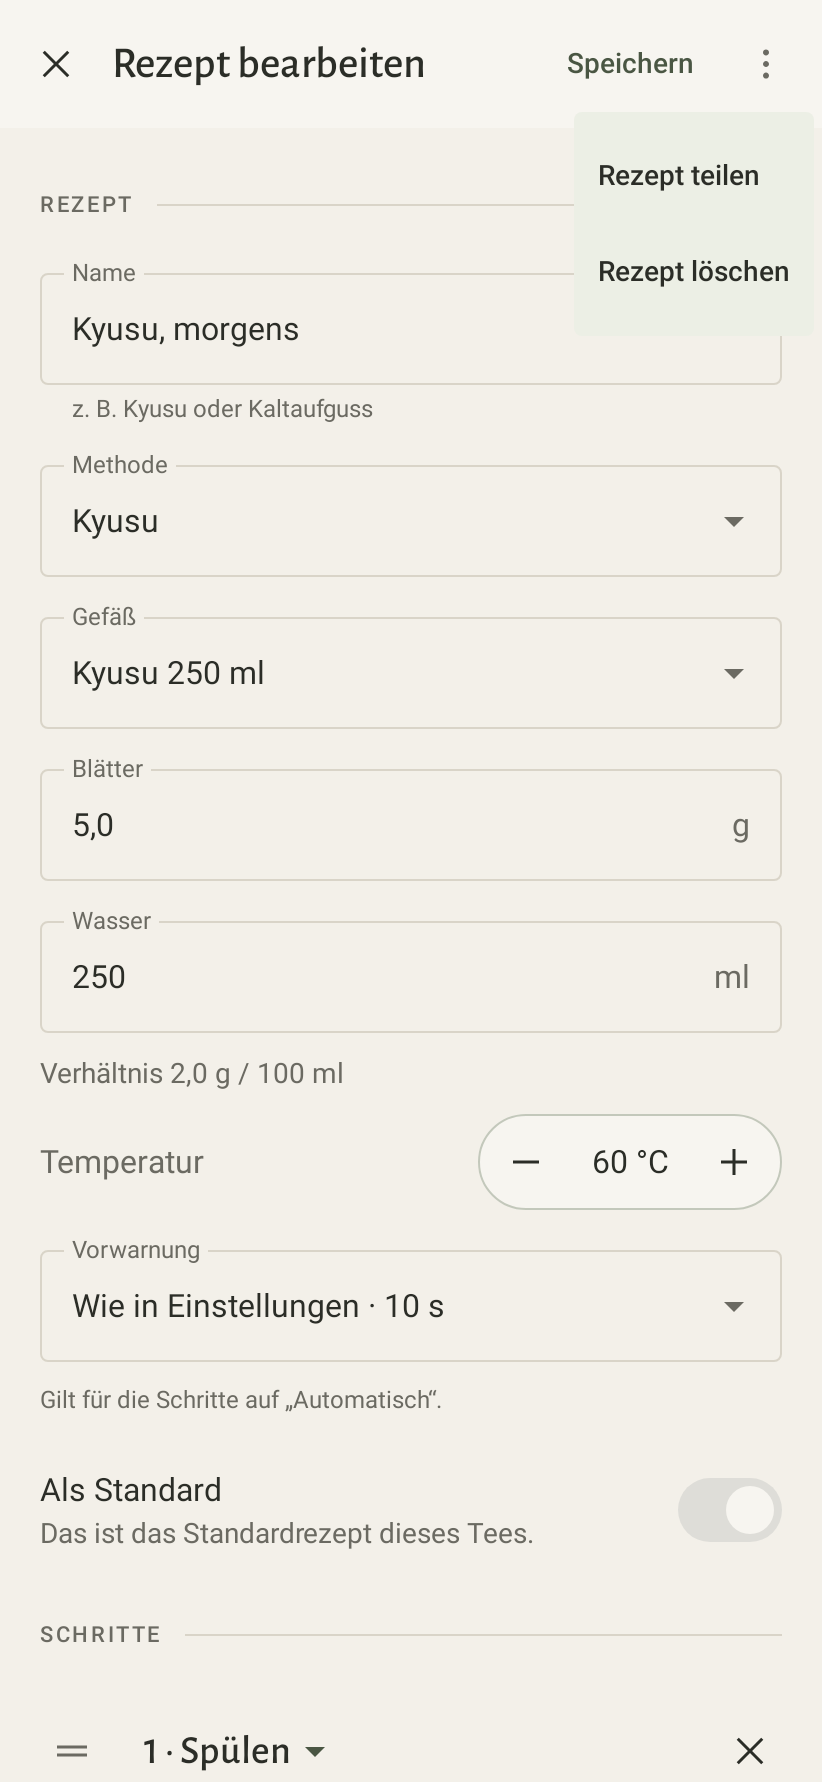 Rezept bearbeiten
Speichern
Rezept teilen
Rezept löschen
REZEPT
Name
Kyusu, morgens
z. B. Kyusu oder Kaltaufguss
Methode
Kyusu
Gefäß
Kyusu 250 ml
Blätter
5,0 g
Wasser
250 ml
Verhältnis 2,0 g / 100 ml
Temperatur
60 °C
Vorwarnung
Wie in Einstellungen · 10 s
Gilt für die Schritte auf „Automatisch“.
Als Standard
Das ist das Standardrezept dieses Tees.
SCHRITTE
1 · Spülen